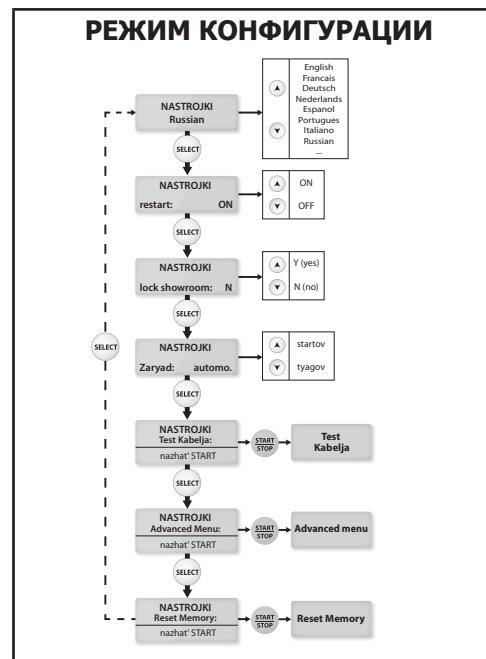 РЕЖИМ КОНФИГУРАЦИИ
NASTROJKI
Russian
English
Francais
Deutsch
Nederlands
Espanol
Portugues
Italiano
Russian
...
SELECT
NASTROJKI
restart: ON
ON
OFF
SELECT
NASTROJKI
lock showroom: N
Y (yes)
N (no)
SELECT
SELECT
NASTROJKI
Zaryad: automo.
startov
tyagov
SELECT
NASTROJKI
Test Kabelja:
nazhat' START
START
STOP
Test
Kabelja
SELECT
NASTROJKI
Advanced Menu:
nazhat' START
START
STOP
Advanced menu
SELECT
NASTROJKI
Reset Memory:
nazhat' START
START
STOP
Reset Memory